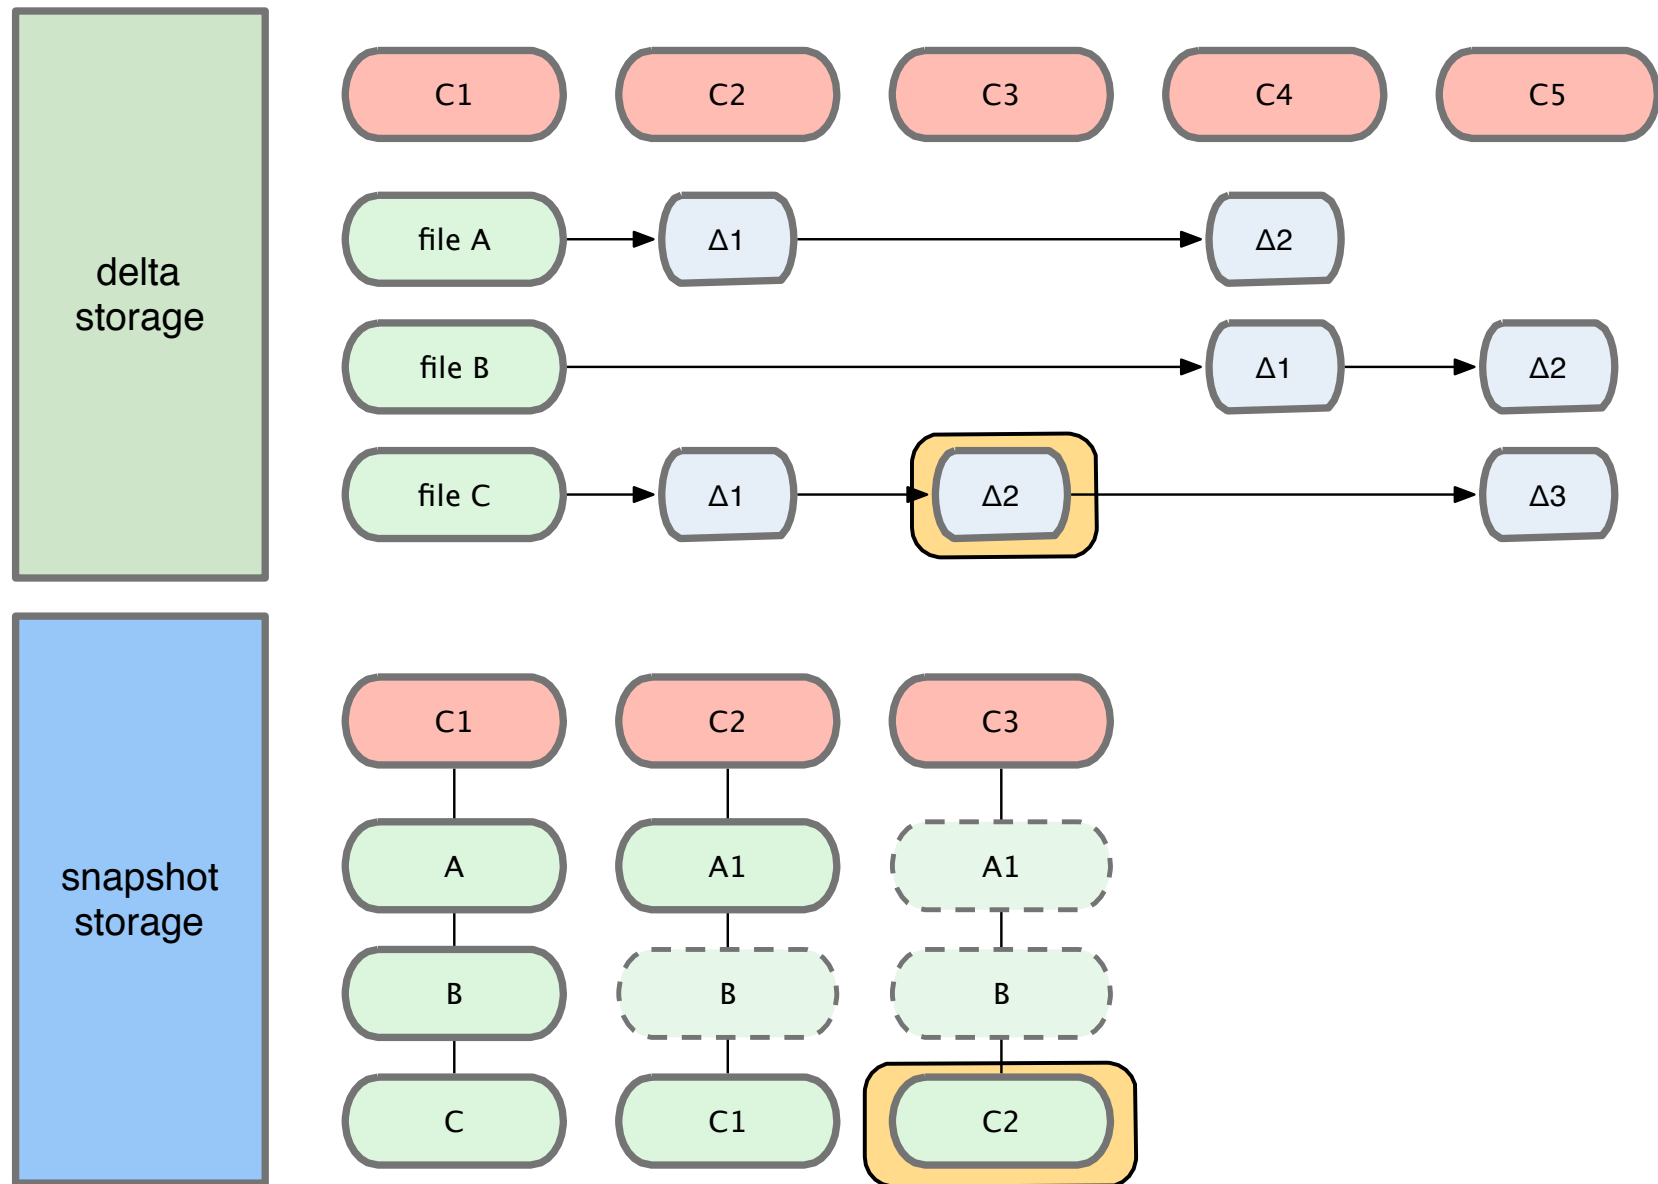 delta
storage
C1 C2 C3 C4 C5
file A Δ1 Δ2
file B Δ1 Δ2
file C Δ1 Δ2 Δ3
snapshot
storage
C1 C2 C3
A A1 A1
B B B
C C1 C2